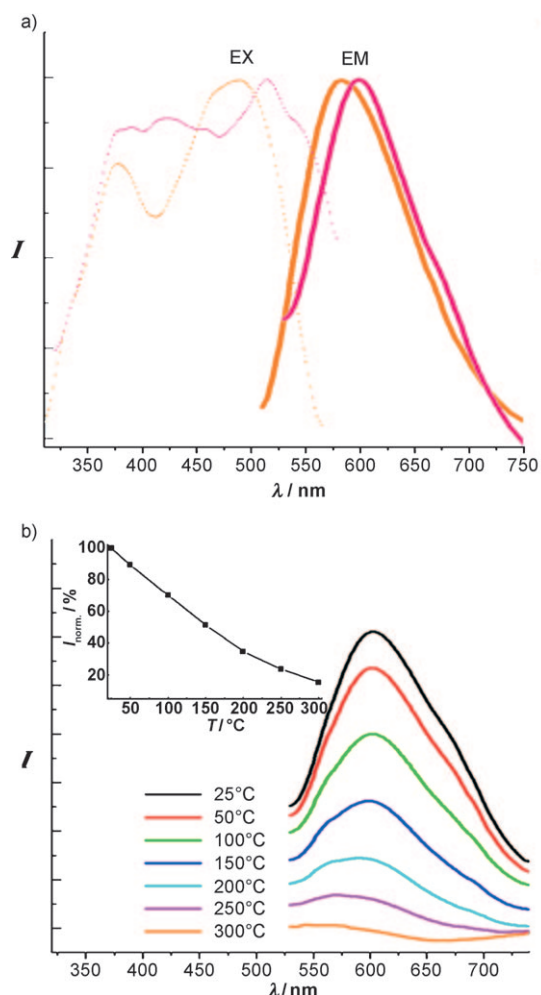 a)
EX EM
I
350 400 450 500 550 600 650 700 750
λ / nm
b)
100
80
60
40
20
I norm. / %
50 100 150 200 250 300
T / °C
I
25°C
50°C
100°C
150°C
200°C
250°C
300°C
350 400 450 500 550 600 650 700
λ / nm